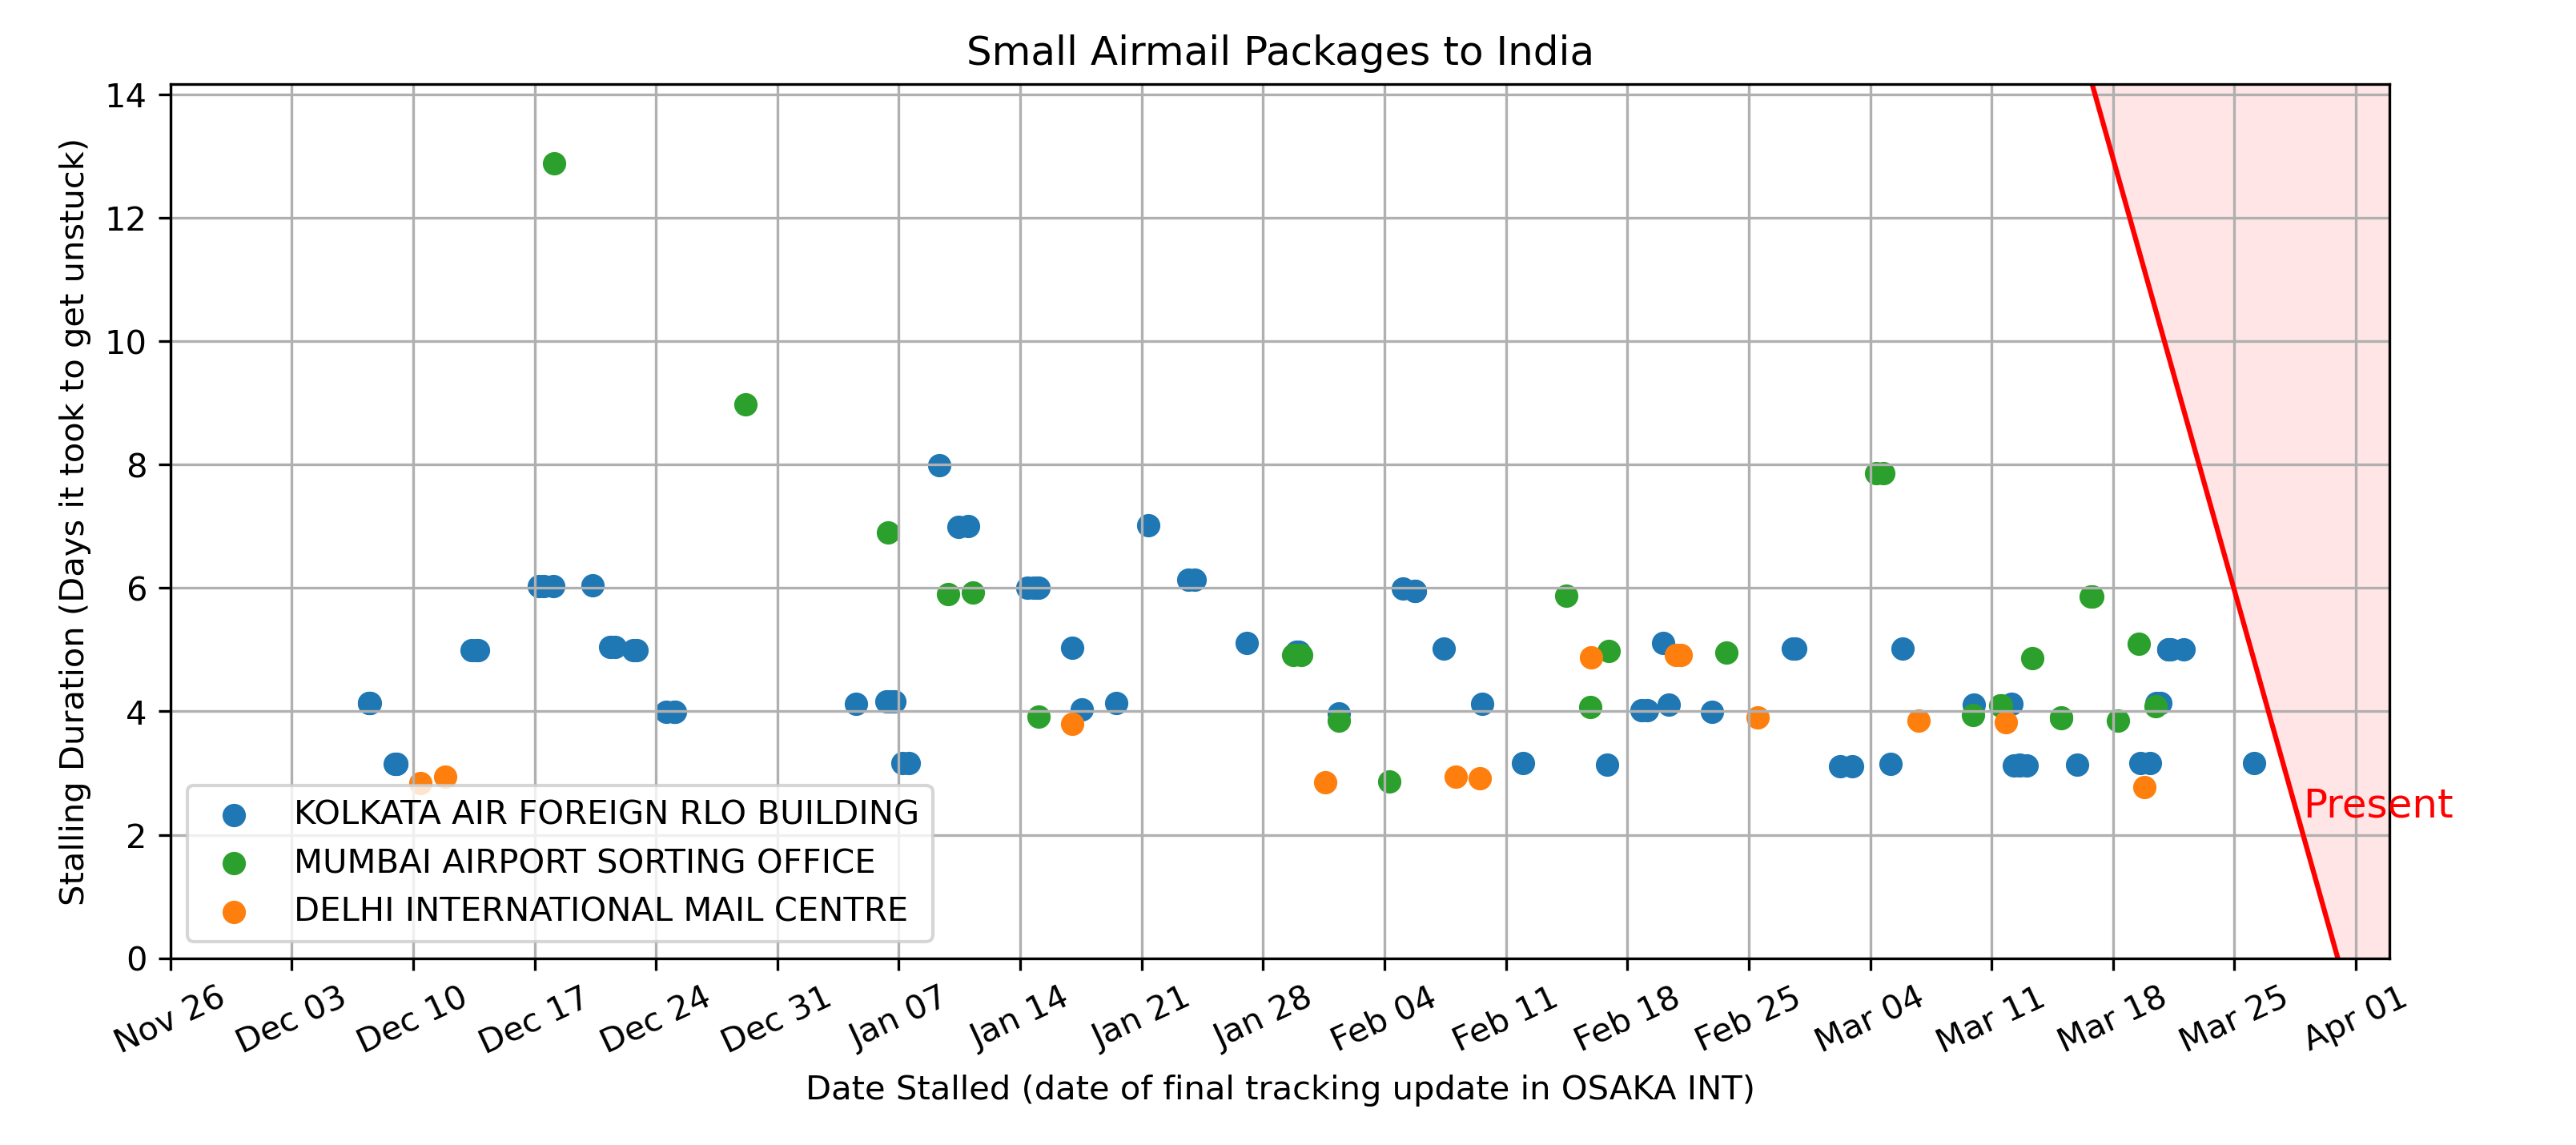 Small Airmail Packages to India
Stalling Duration (Days it took to get unstuck)
14
12
10
8
6
4
2
0
Present
KOLKATA AIR FOREIGN RLO BUILDING
MUMBAI AIRPORT SORTING OFFICE
DELHI INTERNATIONAL MAIL CENTRE
Nov 26
Dec 03
Dec 10
Dec 17
Dec 24
Dec 31
Jan 07
Jan 14
Jan 21
Jan 28
Feb 04
Feb 11
Feb 18
Feb 25
Mar 04
Mar 11
Mar 18
Mar 25
Apr 01
Date Stalled (date of final tracking update in OSAKA INT)